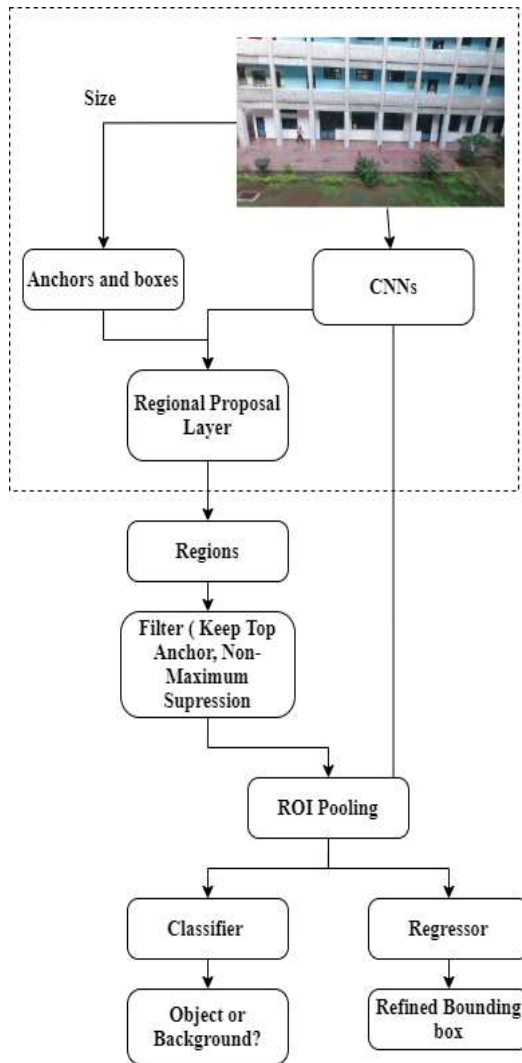 Size
Anchors and boxes
CNNs
Regional Proposal
Layer
Regions
Filter ( Keep Top
Anchor, Non-
Maximum
Supression
ROI Pooling
Classifier
Regressor
Object or
Background?
Refined Bounding
box